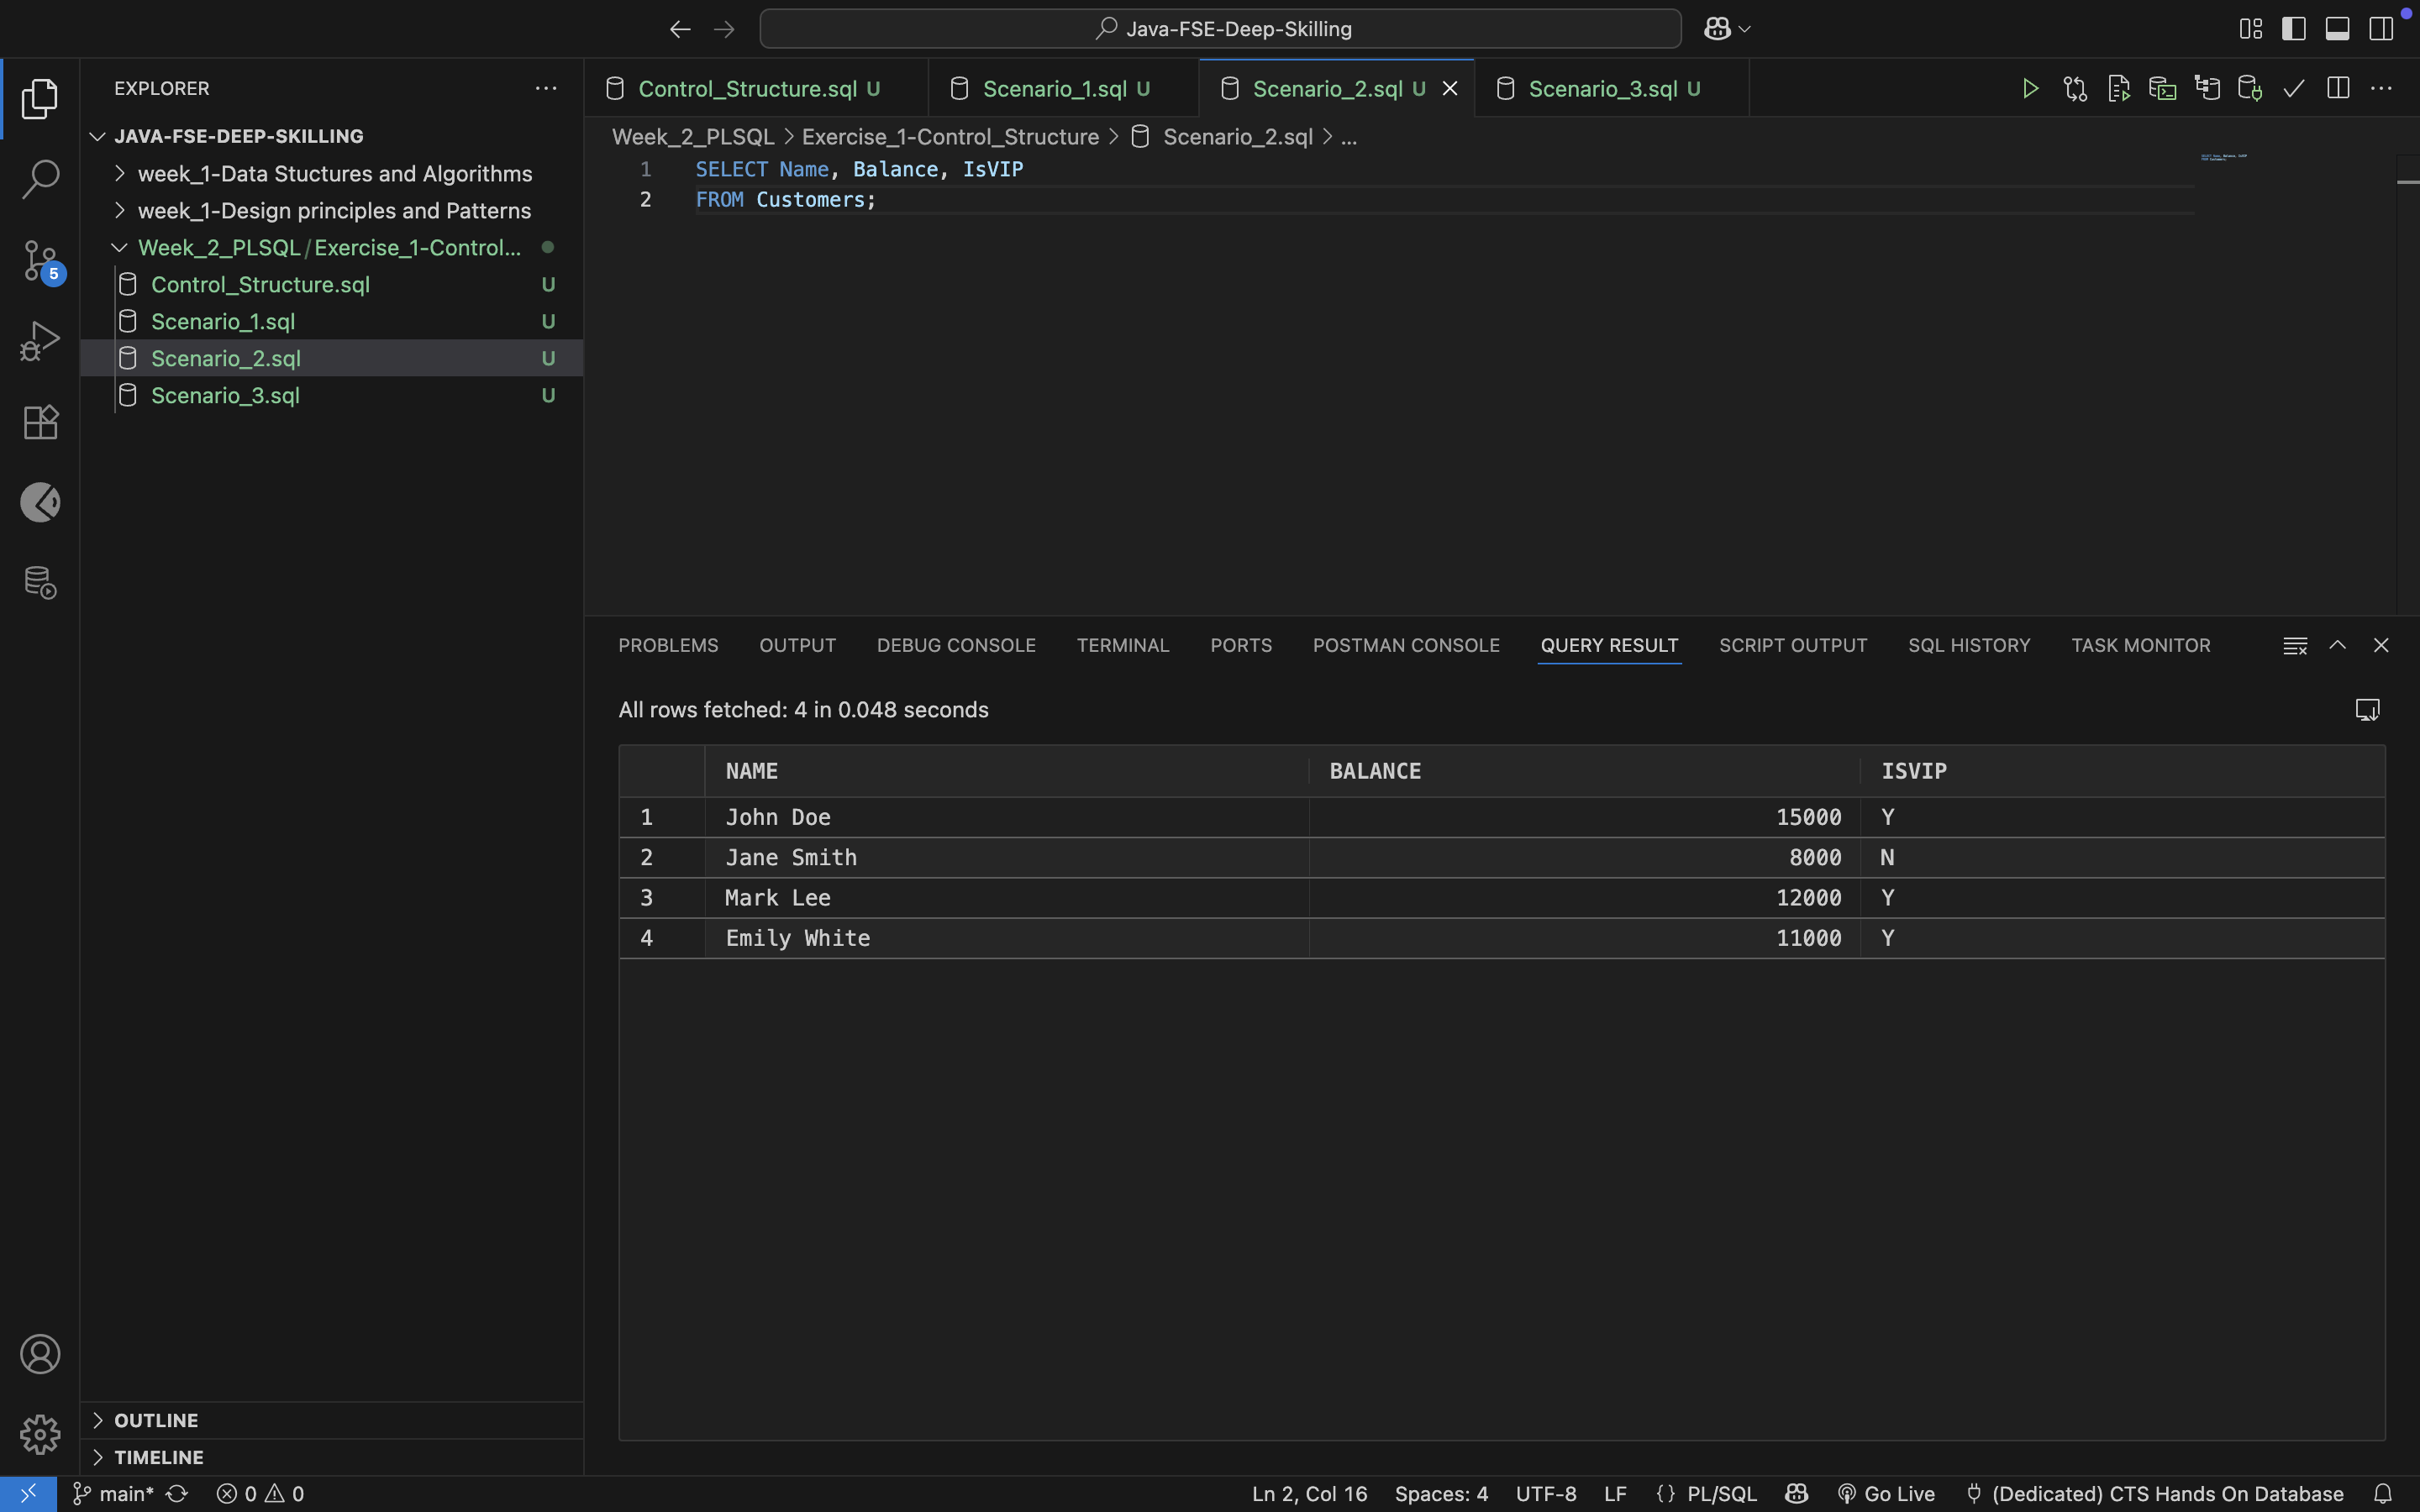 Java-FSE-Deep-Skilling
EXPLORER
JAVA-FSE-DEEP-SKILLING
week_1-Data Stuctures and Algorithms
week_1-Design principles and Patterns
Week_2_PLSQL/Exercise_1-Control...
Control_Structure.sql U
Scenario_1.sql U
Scenario_2.sql U
Scenario_3.sql U
5
OUTLINE
TIMELINE
Control_Structure.sql U
Scenario_1.sql U
Scenario_2.sql U
Scenario_3.sql U
Week_2_PLSQL > Exercise_1-Control_Structure > Scenario_2.sql > ...
1 SELECT Name, Balance, IsVIP
2 FROM Customers;
PROBLEMS OUTPUT DEBUG CONSOLE TERMINAL PORTS POSTMAN CONSOLE QUERY RESULT SCRIPT OUTPUT SQL HISTORY TASK MONITOR
All rows fetched: 4 in 0.048 seconds
NAME BALANCE ISVIP
1 John Doe 15000 Y
2 Jane Smith 8000 N
3 Mark Lee 12000 Y
4 Emily White 11000 Y
main* 0 0 Ln 2, Col 16 Spaces: 4 UTF-8 LF {} PL/SQL Go Live (Dedicated) CTS Hands On Database